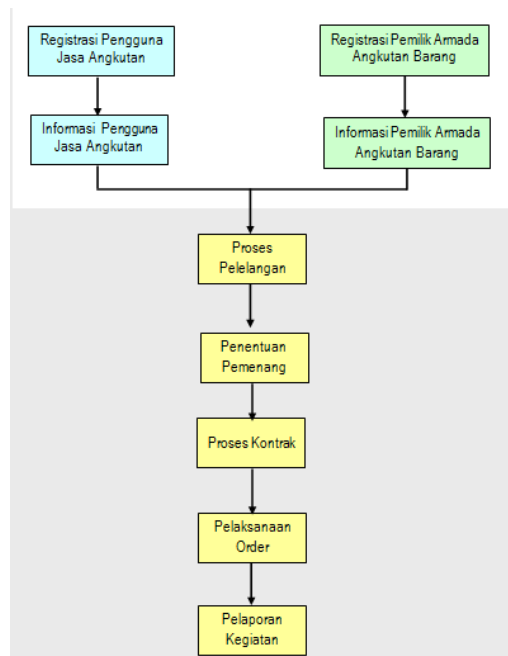 Registrasi Pengguna
Jasa Angkutan
Registrasi Pemilik Armada
Angkutan Barang
Informasi Pengguna
Jasa Angkutan
Informasi Pemilik Armada
Angkutan Barang
Proses
Pelelangan
Penentuan
Pemenang
Proses Kontrak
Pelaksanaan
Order
Pelaporan
Kegiatan